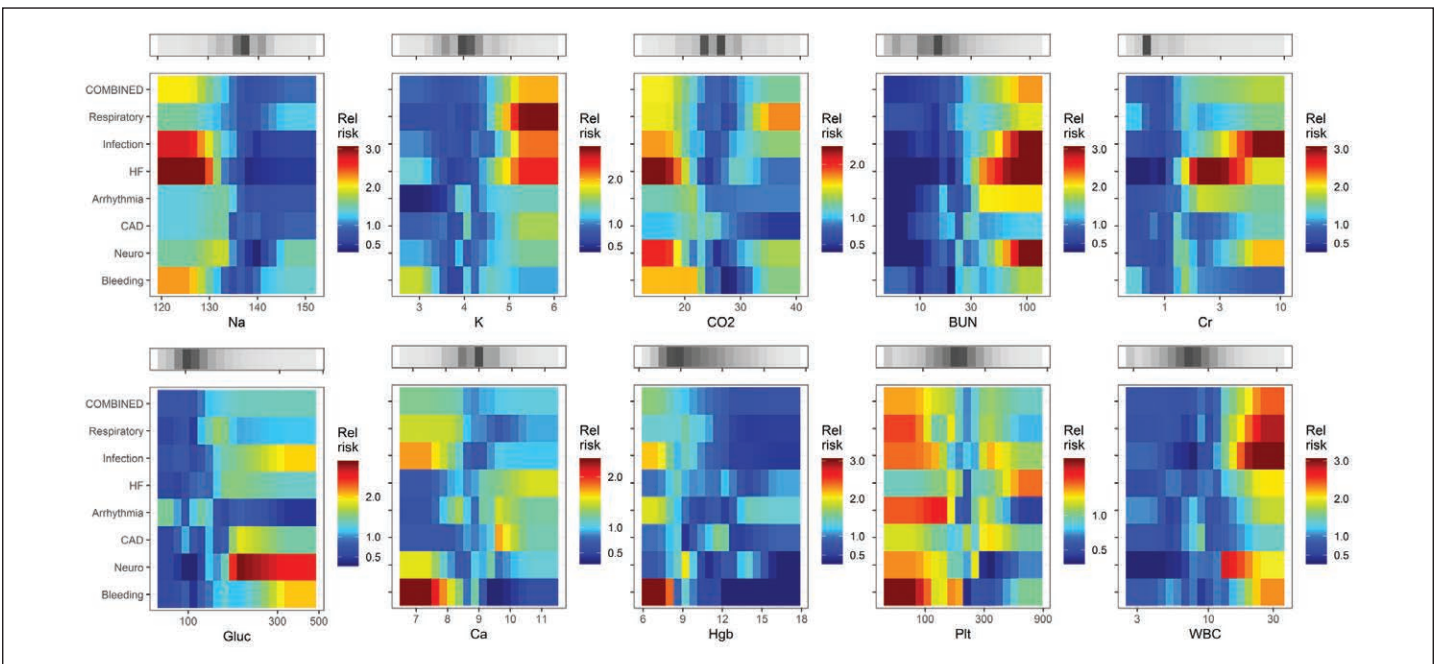 COMBINED
Respiratory
Infection
HF
Arrhythmia
CAD
Neuro
Bleeding
120 130 140 150
Na
Rel
risk
3.0
2.0
1.0
0.5
3 4 5 6
K
Rel
risk
2.0
1.0
0.5
20 30 40
CO2
Rel
risk
2.0
1.0
0.5
10 30 100
BUN
Rel
risk
3.0
2.0
1.0
0.5
1 3 10
Cr
Rel
risk
3.0
2.0
1.0
0.5
COMBINED
Respiratory
Infection
HF
Arrhythmia
CAD
Neuro
Bleeding
100 300 500
Gluc
Rel
risk
2.0
1.0
0.5
7 8 9 10 11
Ca
Rel
risk
2.0
1.0
0.5
6 9 12 15 18
Hgb
Rel
risk
3.0
2.0
1.0
0.5
100 300 900
Plt
Rel
risk
1.0
0.5
3 10 30
WBC
Rel
risk
3.0
2.0
1.0
0.5